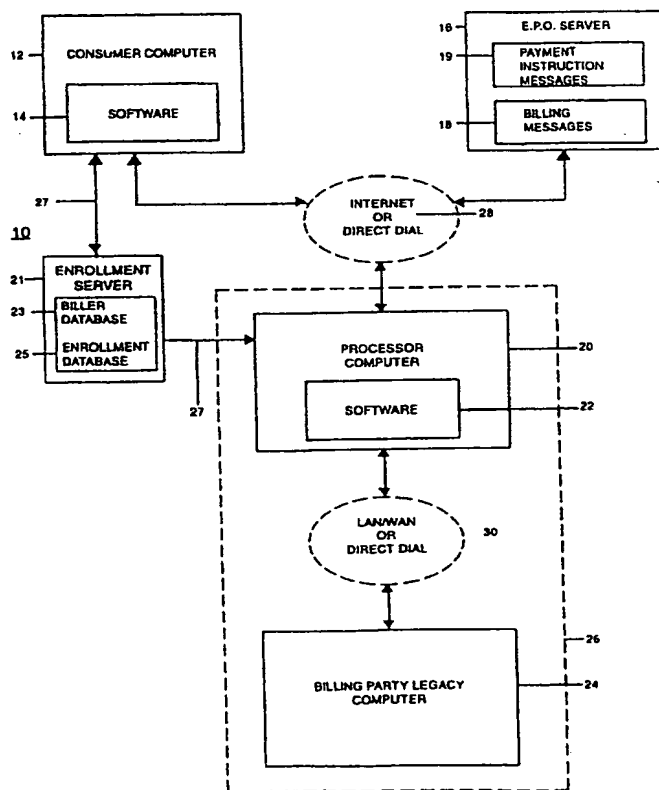 12
CONSUMER COMPUTER
14
SOFTWARE
16
E.P.O. SERVER
19
PAYMENT
INSTRUCTION
MESSAGES
18
BILLING
MESSAGES
27
INTERNET
OR
DIRECT DIAL
28
10
21
ENROLLMENT
SERVER
23
BILLER
DATABASE
25
ENROLLMENT
DATABASE
27
PROCESSOR
COMPUTER
20
SOFTWARE
22
LAN/WAN
OR
DIRECT DIAL
30
26
BILLING PARTY LEGACY
COMPUTER
24